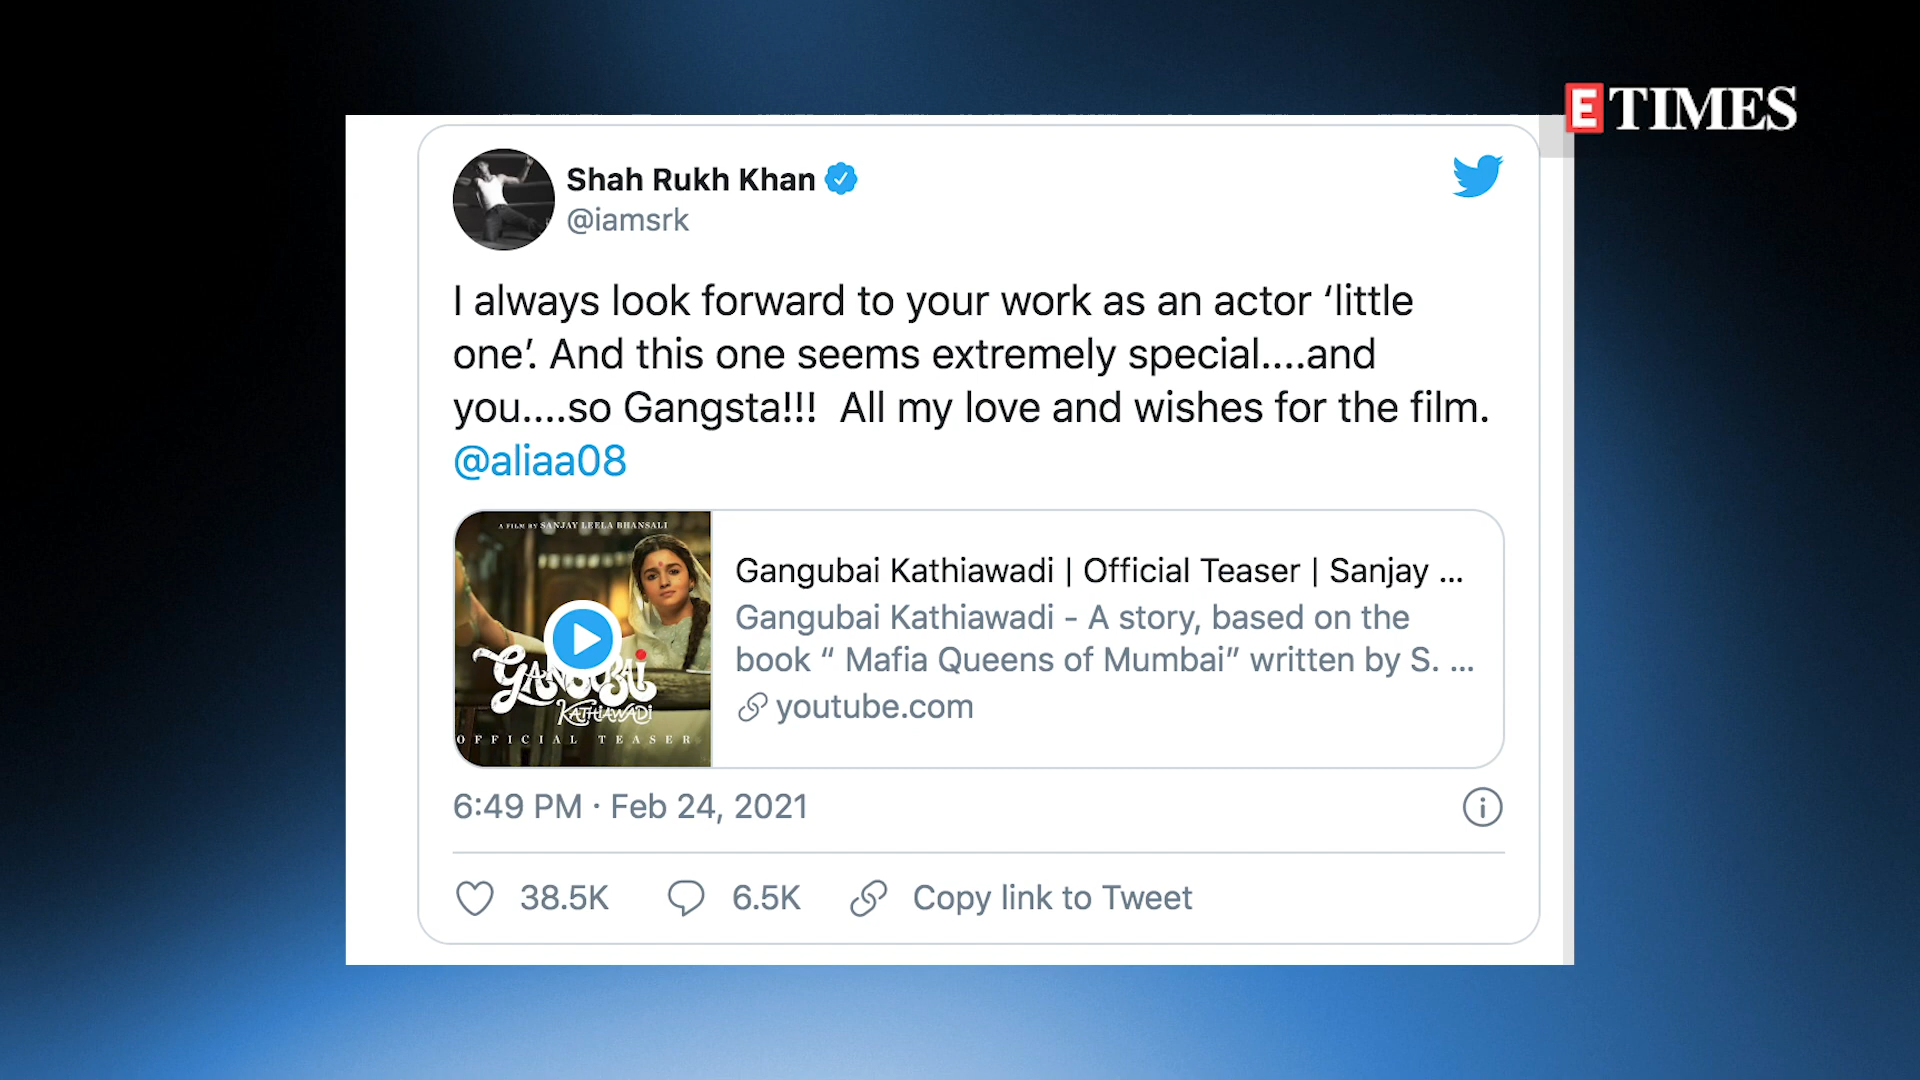 E TIMES
Shah Rukh Khan
@iamsrk
I always look forward to your work as an actor ‘little
one’. And this one seems extremely special....and
you....so Gangsta!!!  All my love and wishes for the film.
@aliaa08
A FILM BY SANJAY LEELA BHANSALI
GANGUBAI
KATHIAWADI
OFFICIAL TEASER
Gangubai Kathiawadi | Official Teaser | Sanjay ...
Gangubai Kathiawadi - A story, based on the
book “ Mafia Queens of Mumbai” written by S. ...
youtube.com
6:49 PM · Feb 24, 2021
38.5K 6.5K Copy link to Tweet